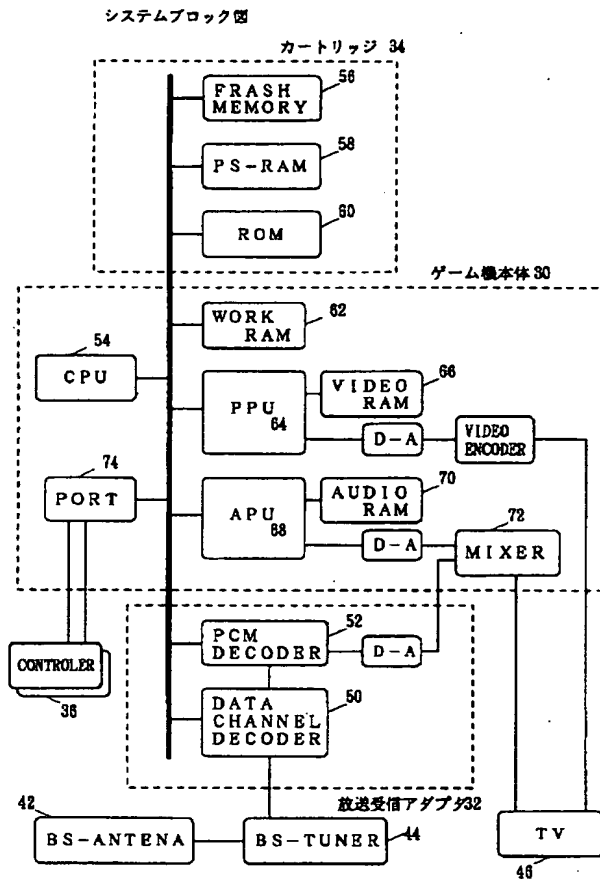 システムブロック図
カートリッジ 34
FRASH
MEMORY
56
PS-RAM
58
ROM
60
ゲーム機本体 30
WORK
RAM
62
CPU
54
PPU
64
VIDEO
RAM
66
D-A
VIDEO
ENCODER
PORT
74
APU
68
AUDIO
RAM
70
D-A
MIXER
72
PCM
DECODER
52
D-A
CONTROLER
36
DATA
CHANNEL
DECODER
50
放送受信アダプタ32
BS-ANTENA
42
BS-TUNER
44
TV
46